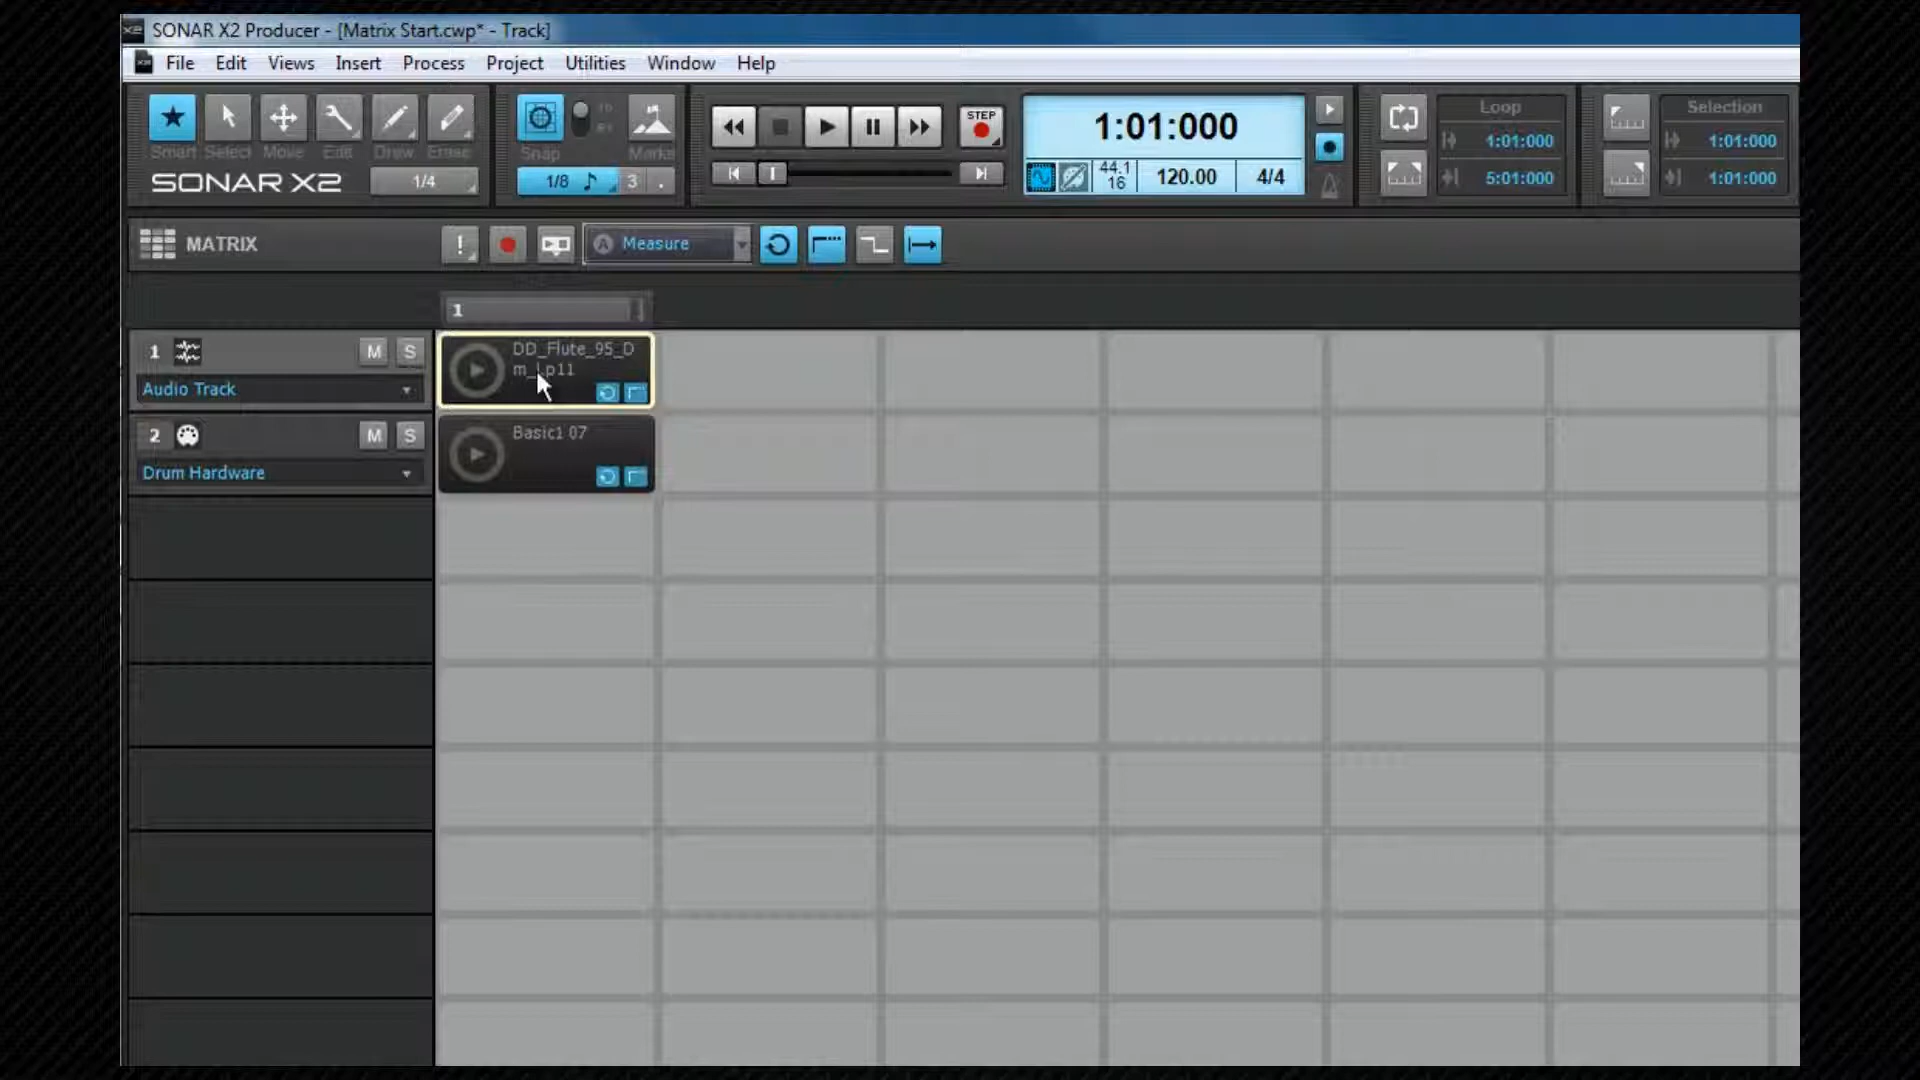 SONAR X2 Producer - [Matrix Start.cwp* - Track]
File Edit Views Insert Process Project Utilities Window Help
Smart Select Move Edit Draw Erase
SONAR X2
1/4
Snap
1/8 3 .
STEP
1:01:000
44.1
16
120.00
4/4
Loop
1:01:000
5:01:000
Selection
1:01:000
1:01:000
MATRIX
! A Measure
1
1 M S
Audio Track
DD_Flute_95_D
m_Lp11
2 M S
Drum Hardware
Basic1 07